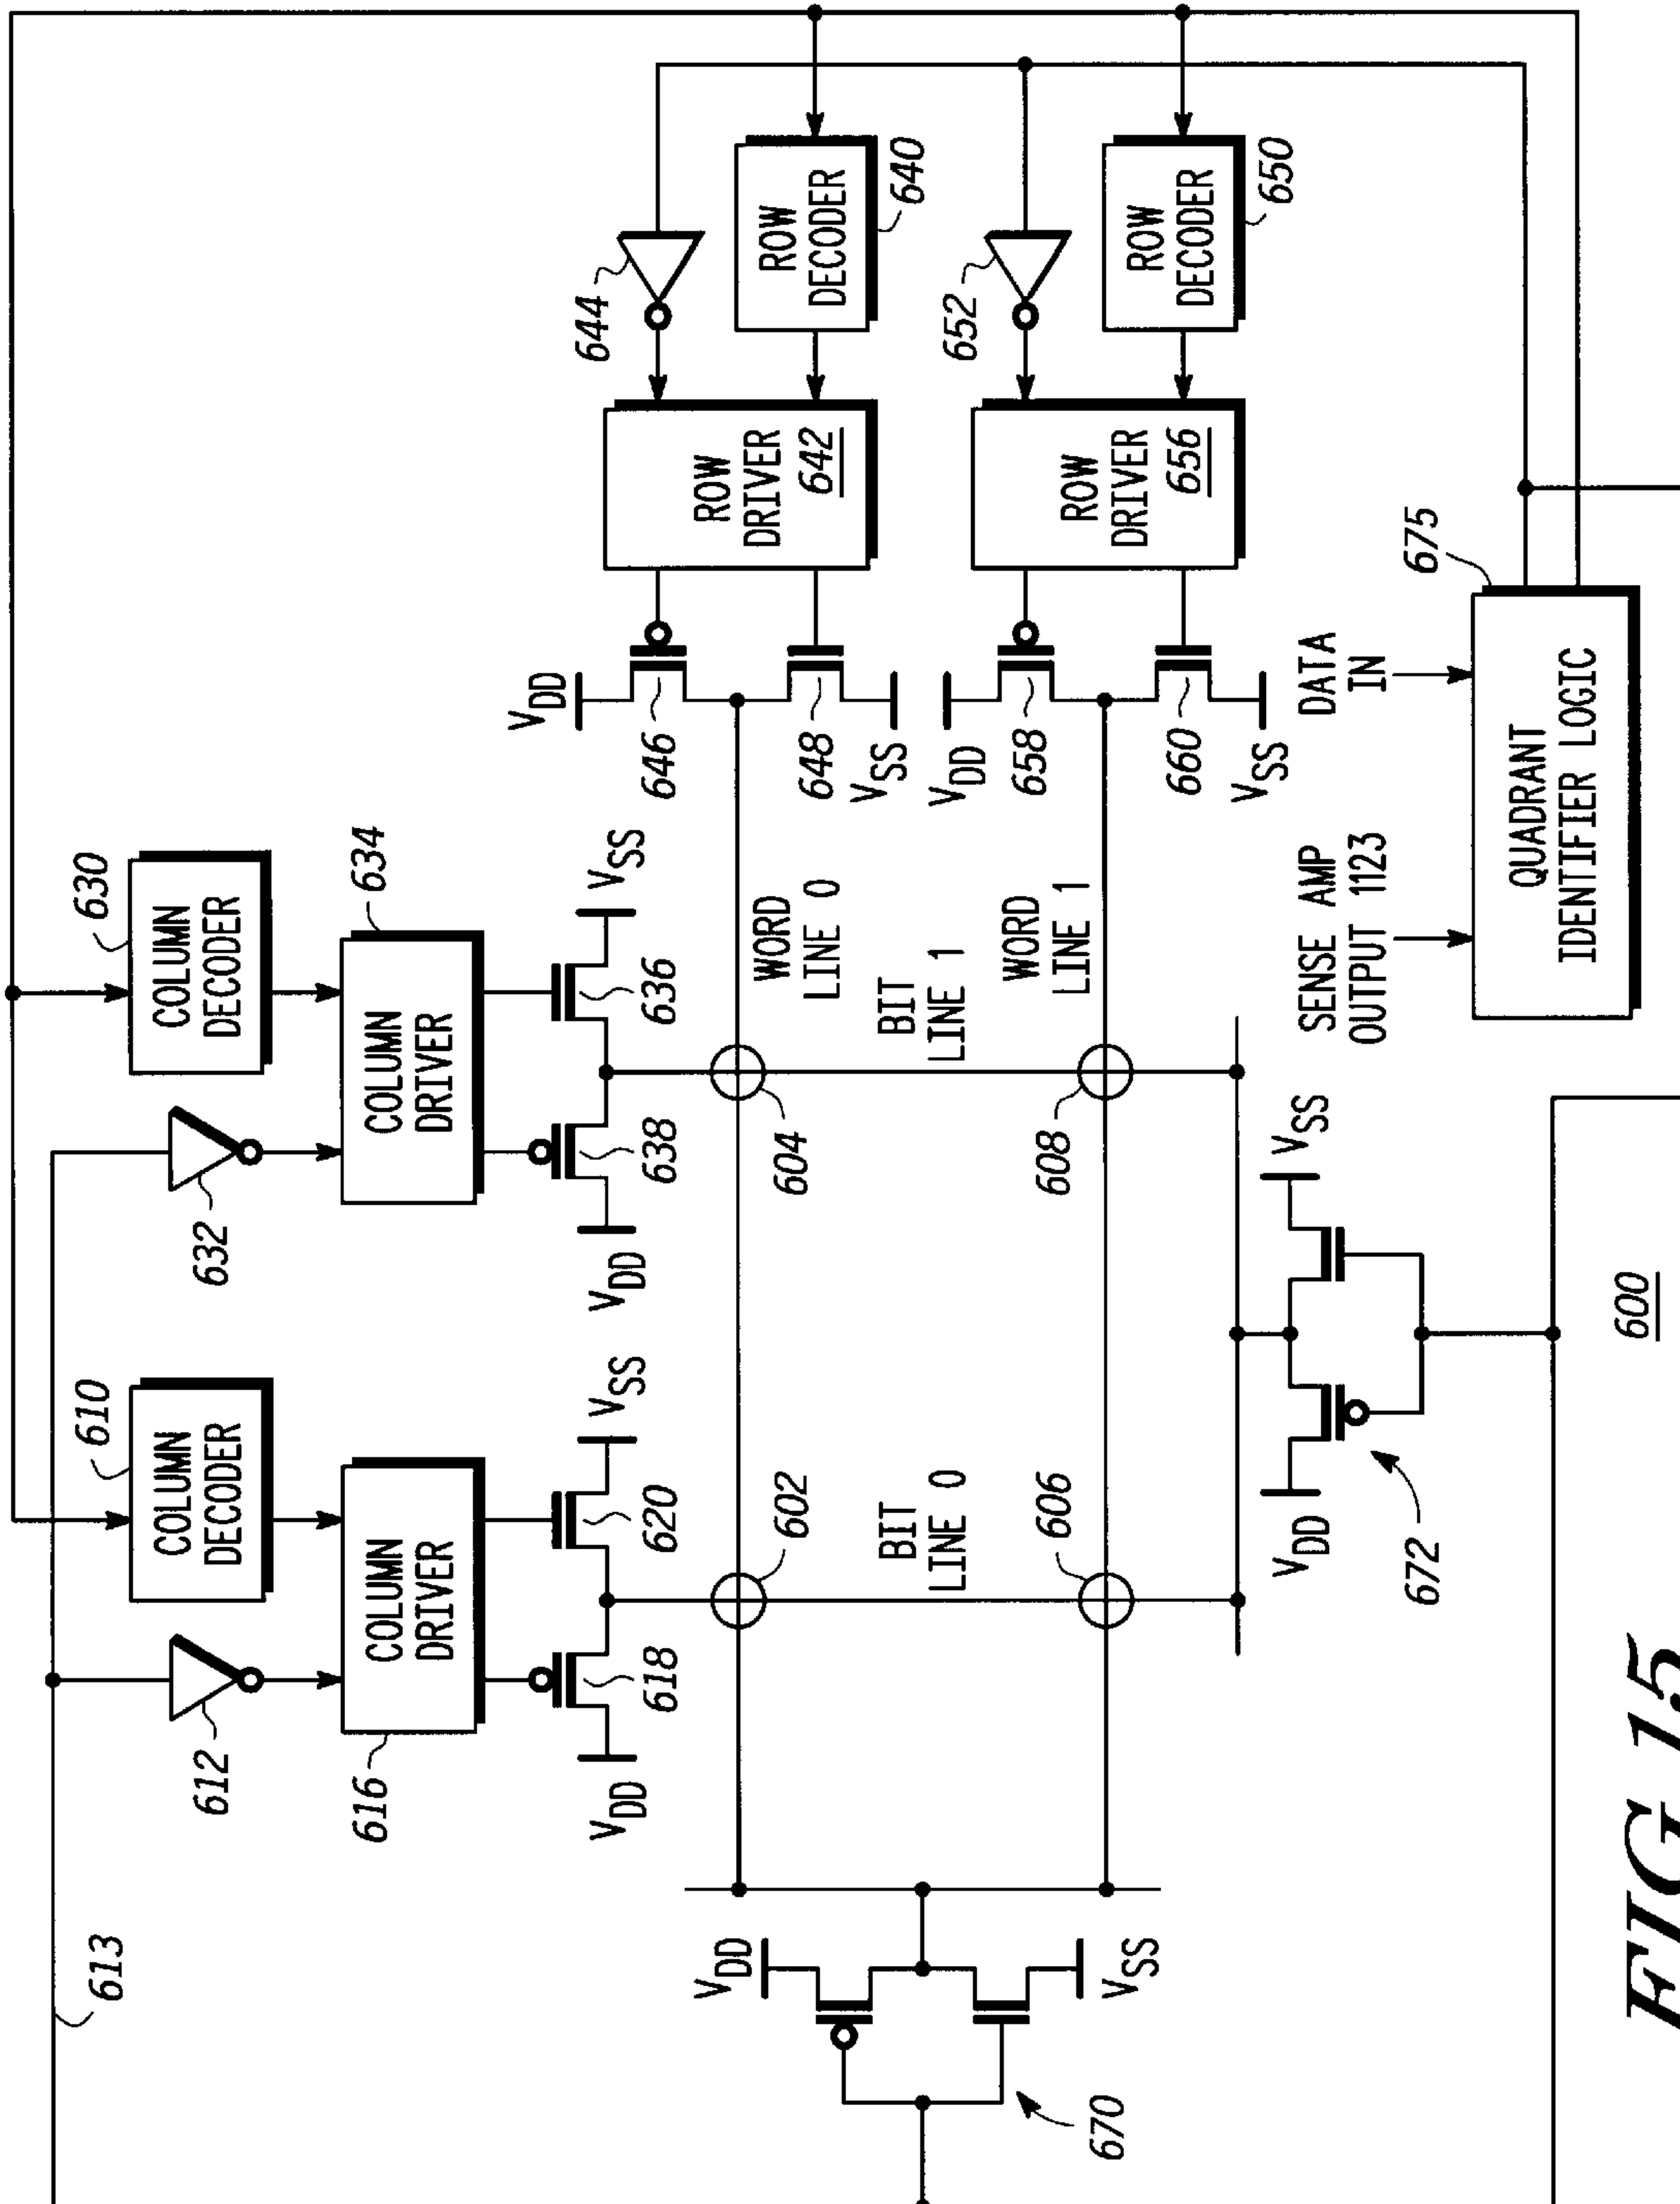 613
612
610
COLUMN
DECODER
632
630
COLUMN
DECODER
616
COLUMN
DRIVER
COLUMN
DRIVER
634
VDD
618
620
VSS
VDD
638
636
VSS
VDD
646
644
ROW
DRIVER
642
ROW
DECODER
640
602
604
WORD
LINE 0
648
VSS
670
VDD
VSS
BIT
LINE 0
BIT
LINE 1
VDD
658
652
ROW
DRIVER
656
ROW
DECODER
650
606
608
WORD
LINE 1
660
VSS
VDD
672
VSS
SENSE AMP
OUTPUT 1123
DATA
IN
675
QUADRANT
IDENTIFIER LOGIC
600
FIG.15